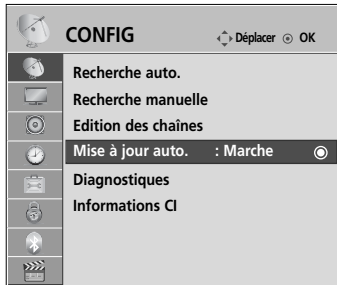 CONFIG Déplacer OK
Recherche auto.
Recherche manuelle
Edition des chaînes
Mise à jour auto. : Marche
Diagnostiques
Informations CI